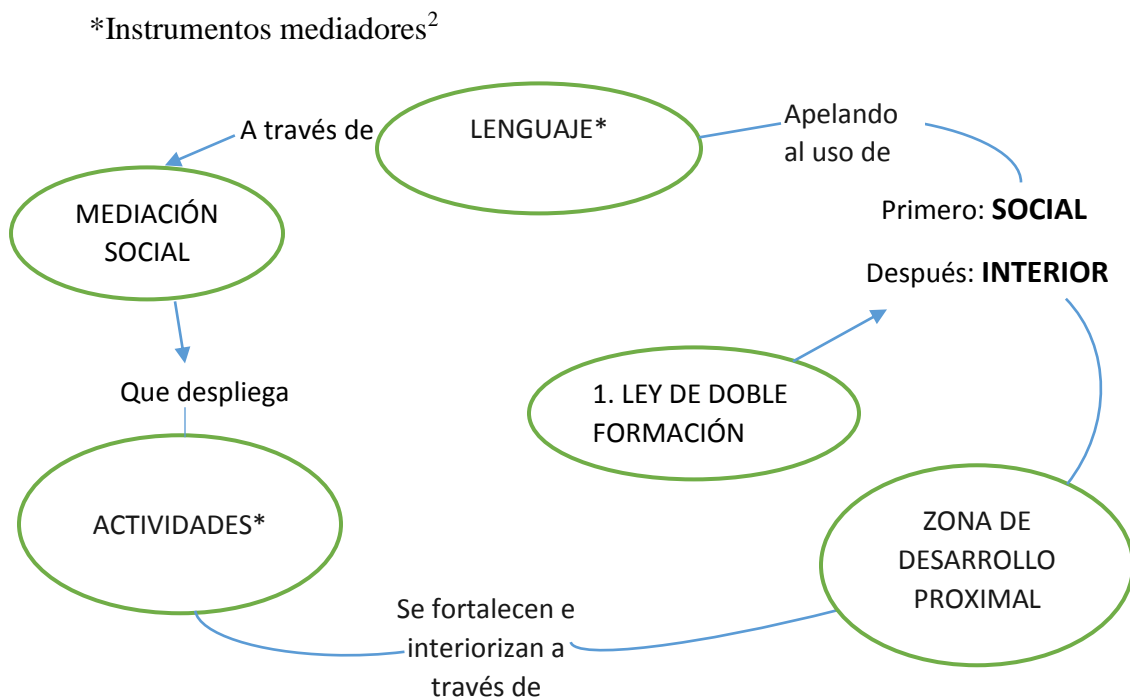 *Instrumentos mediadores²
A través de
LENGUAJE*
Apelando
al uso de
MEDIACIÓN
SOCIAL
Primero: SOCIAL
Después: INTERIOR
Que despliega
1. LEY DE DOBLE
FORMACIÓN
ACTIVIDADES*
ZONA DE
DESARROLLO
PROXIMAL
Se fortalecen e
interiorizan a
través de